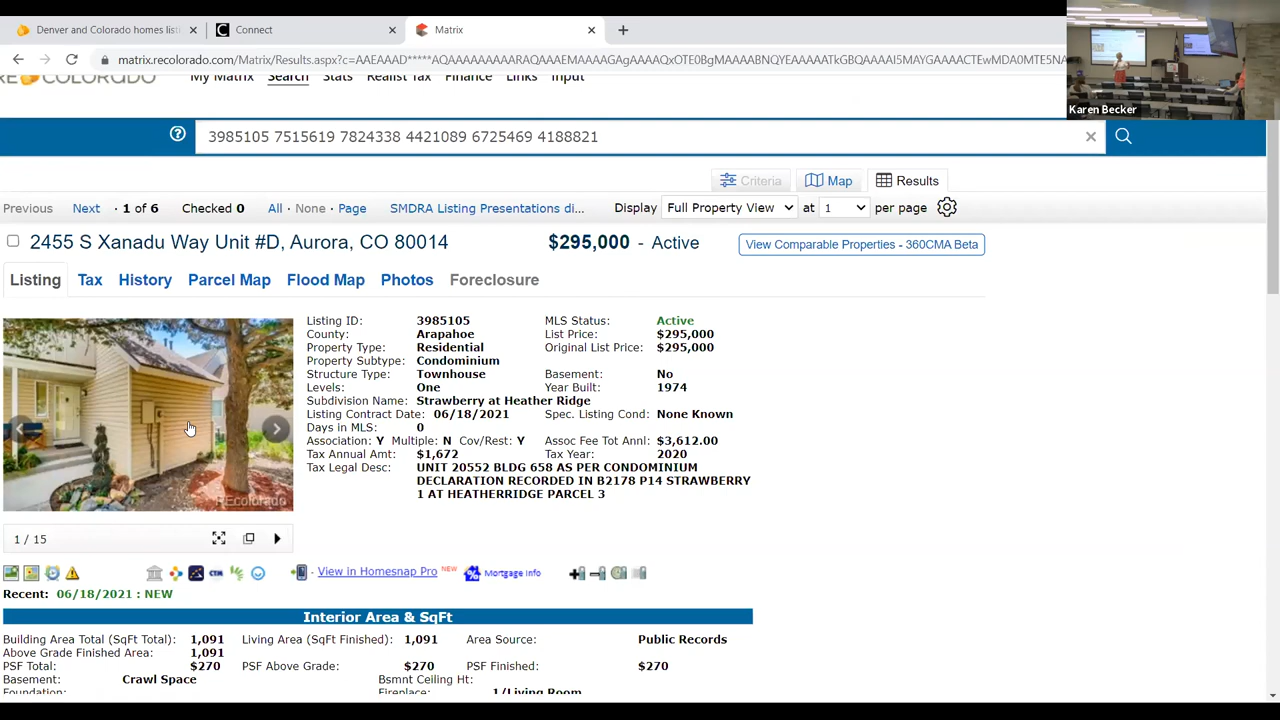 Denver and Colorado homes list
Connect
Matrix
matrix.recolorado.com/Matrix/Results.aspx?c=
RECOLORADO
My Matrix Search Stats Realist Tax Finance Links Input
3985105 7515619 7824338 4421089 6725469 4188821
Karen Becker
Criteria Map Results
Previous Next · 1 of 6 Checked 0 All · None · Page SMDRA Listing Presentations di... Display Full Property View at 1 per page
2455 S Xanadu Way Unit #D, Aurora, CO 80014 $295,000 - Active View Comparable Properties - 360CMA Beta
Listing Tax History Parcel Map Flood Map Photos Foreclosure
Listing ID: 3985105 MLS Status: Active
County: Arapahoe List Price: $295,000
Property Type: Residential Original List Price: $295,000
Property Subtype: Condominium
Structure Type: Townhouse Basement: No
Levels: One Year Built: 1974
Subdivision Name: Strawberry at Heather Ridge
Listing Contract Date: 06/18/2021 Spec. Listing Cond: None Known
Days in MLS: 0
Association: Y Multiple: N Cov/Rest: Y Assoc Fee Tot Annl: $3,612.00
Tax Annual Amt: $1,672 Tax Year: 2020
Tax Legal Desc: UNIT 20552 BLDG 658 AS PER CONDOMINIUM
DECLARATION RECORDED IN B2178 P14 STRAWBERRY
1 AT HEATHERRIDGE PARCEL 3
REcolorado
1 / 15
CTM · View in Homesnap Pro NEW Mortgage Info
Recent: 06/18/2021 : NEW
Interior Area & SqFt
Building Area Total (SqFt Total): 1,091 Living Area (SqFt Finished): 1,091 Area Source: Public Records
Above Grade Finished Area: 1,091
PSF Total: $270 PSF Above Grade: $270 PSF Finished: $270
Basement: Crawl Space Bsmnt Ceiling Ht:
Foundation: Fireplace: 1/Living Room